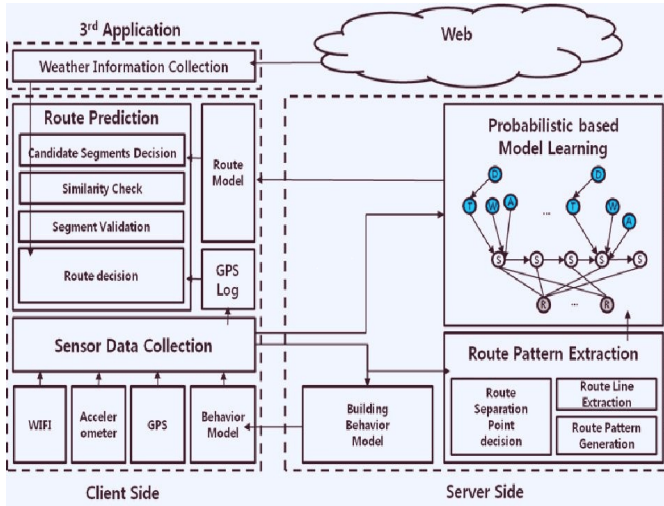 3rd Application
Web
Weather Information Collection
Route Prediction
Candidate Segments Decision
Similarity Check
Segment Validation
Route decision
Route
Model
GPS
Log
Sensor Data Collection
WIFI
Acceler
ometer
GPS
Behavior
Model
Client Side
Probabilistic based
Model Learning
D
D
T
W
A
...
T
W
A
S
S
S
S
S
R
...
R
Route Pattern Extraction
Route
Separation
Point
decision
Route Line
Extraction
Route Pattern
Generation
Building
Behavior
Model
Server Side